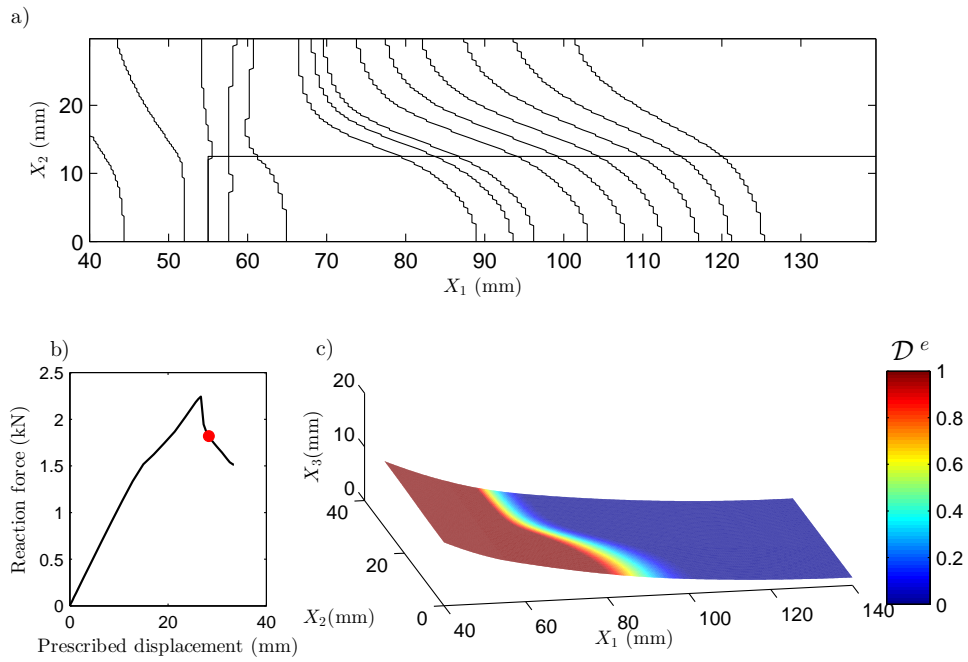 a)
20
10
0
X₂ (mm)
40 50 60 70 80 90 100 110 120 130
X₁ (mm)
b)
2.5
2
1.5
1
0.5
0
Reaction force (kN)
0 20 40
Prescribed displacement (mm)
c)
20
10
0
X₃(mm)
40
20
0
X₂(mm)
40 60 80 100 120 140
X₁ (mm)
𝒟 ᵉ
1
0.8
0.6
0.4
0.2
0